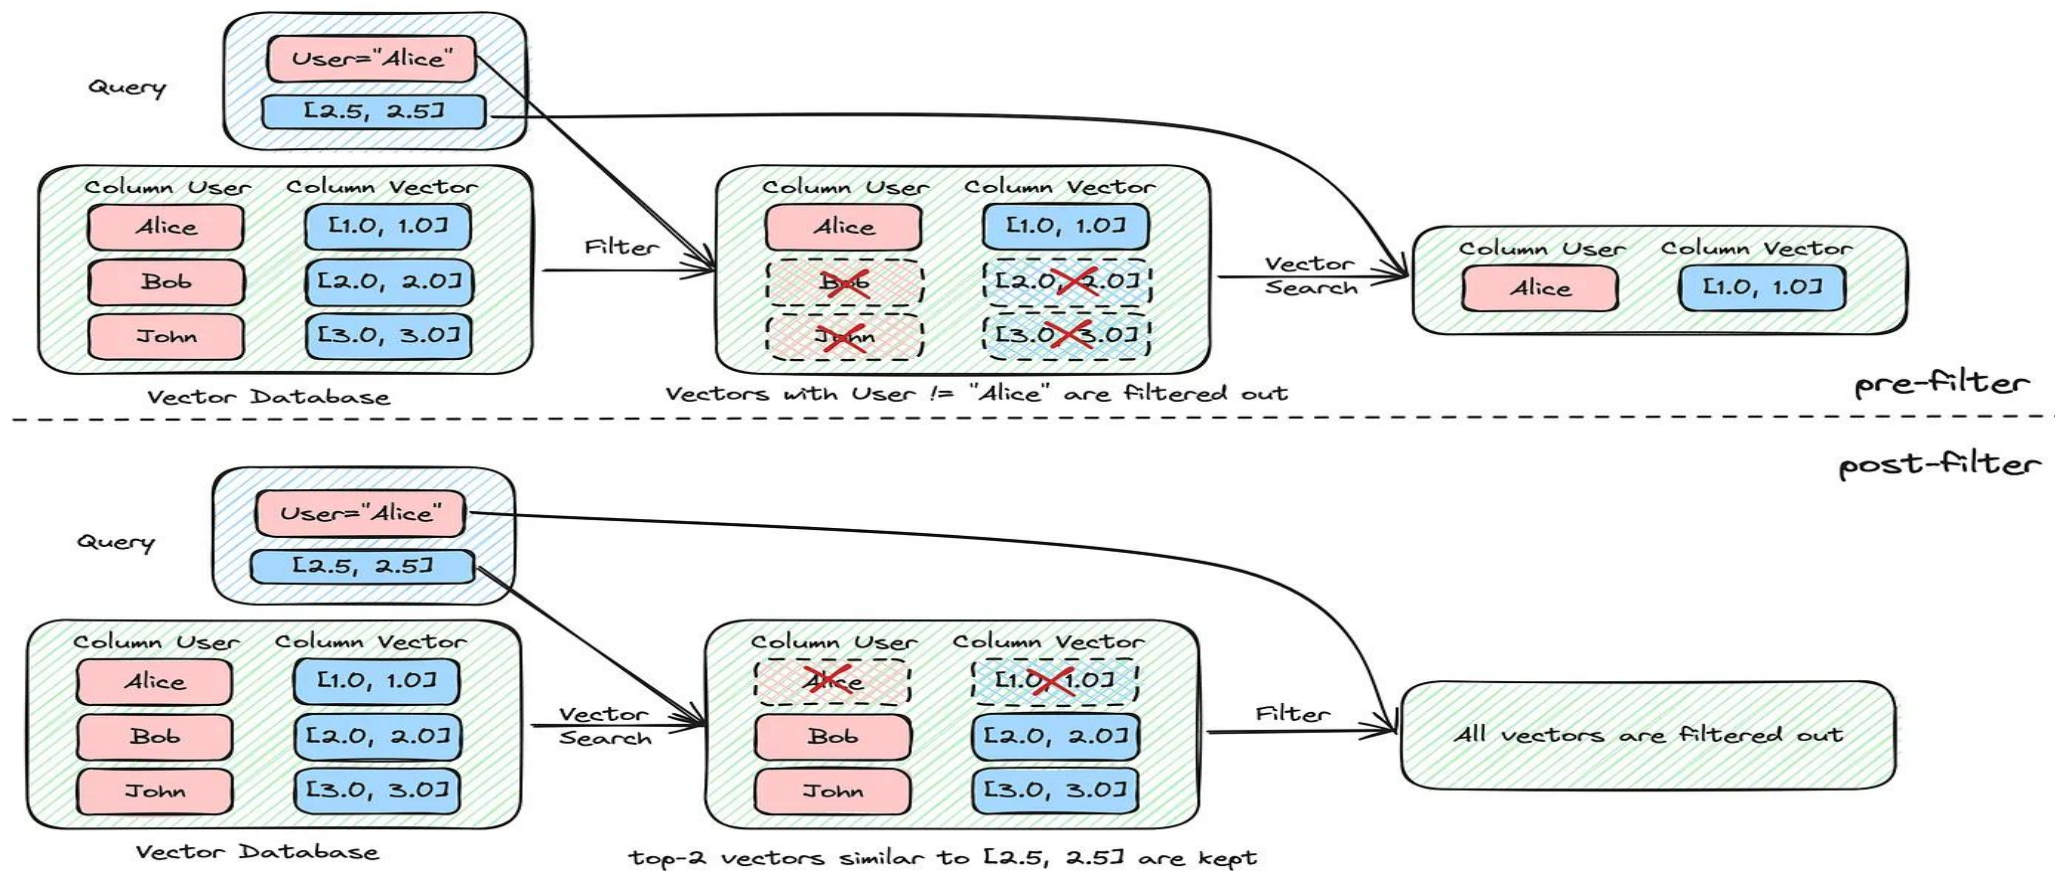 Query
User="Alice"
[2.5, 2.5]
Column User Column Vector
Alice [1.0, 1.0]
Bob [2.0, 2.0]
John [3.0, 3.0]
Vector Database
Filter
Column User Column Vector
Alice [1.0, 1.0]
Bob [2.0, 2.0]
John [3.0, 3.0]
Vectors with User != "Alice" are filtered out
Vector
Search
Column User Column Vector
Alice [1.0, 1.0]
pre-filter
post-filter
Query
User="Alice"
[2.5, 2.5]
Column User Column Vector
Alice [1.0, 1.0]
Bob [2.0, 2.0]
John [3.0, 3.0]
Vector Database
Vector
Search
Column User Column Vector
Alice [1.0, 1.0]
Bob [2.0, 2.0]
John [3.0, 3.0]
top-2 vectors similar to [2.5, 2.5] are kept
Filter
All vectors are filtered out